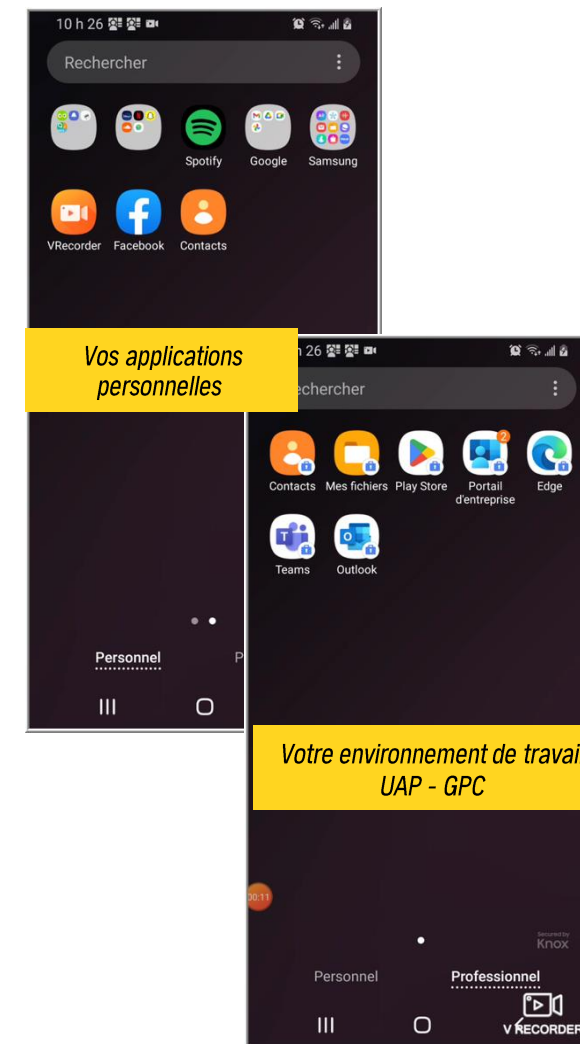 10 h 26
Rechercher
Spotify
Google
Samsung
VRecorder
Facebook
Contacts
Vos applications
personnelles
Personnel
P
26
echercher
Contacts
Mes fichiers
Play Store
Portail
d'entreprise
2
Edge
Teams
Outlook
Votre environnement de travail
UAP - GPC
00:11
Secured by
Knox
Personnel
Professionnel
V RECORDER